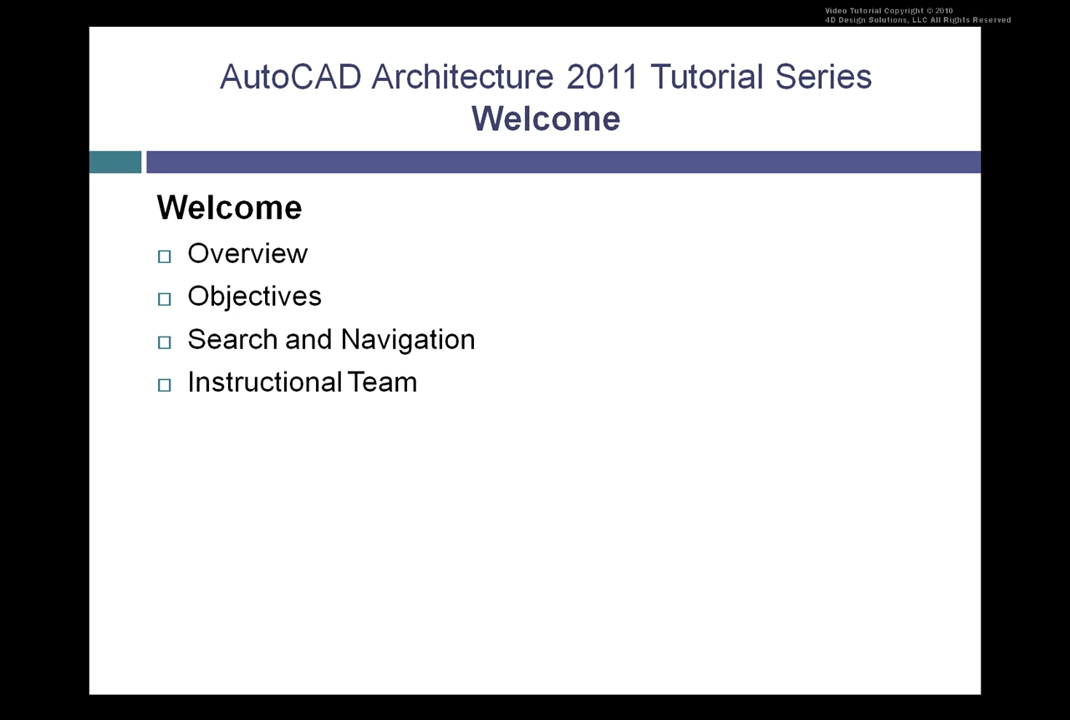 Video Tutorial Copyright © 2010
4D Design Solutions, LLC All Rights Reserved
AutoCAD Architecture 2011 Tutorial Series
Welcome
Welcome
Overview
Objectives
Search and Navigation
Instructional Team